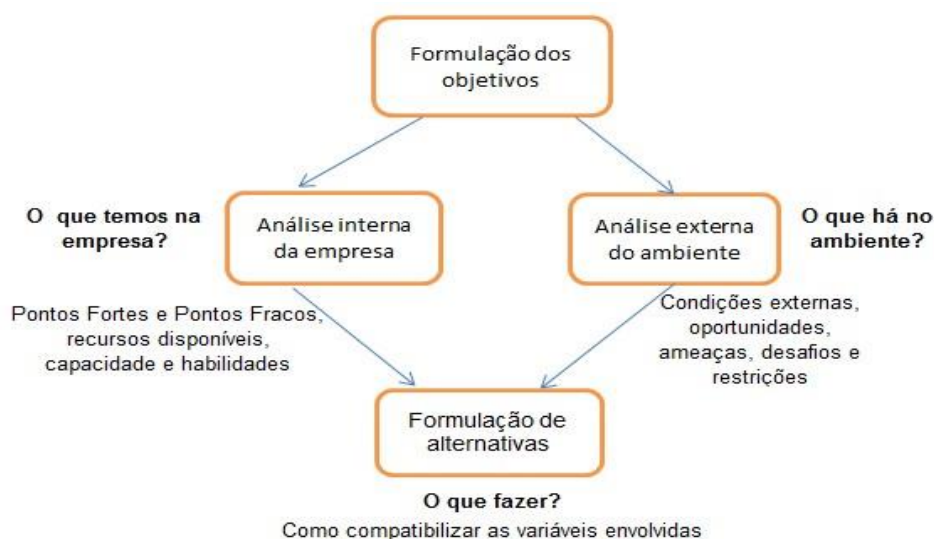 Formulação dos
objetivos
O que temos na
empresa?
Análise interna
da empresa
Análise externa
do ambiente
O que há no
ambiente?
Pontos Fortes e Pontos Fracos,
recursos disponíveis,
capacidade e habilidades
Condições externas,
oportunidades,
ameaças, desafios e
restrições
Formulação de
alternativas
O que fazer?
Como compatibilizar as variáveis envolvidas